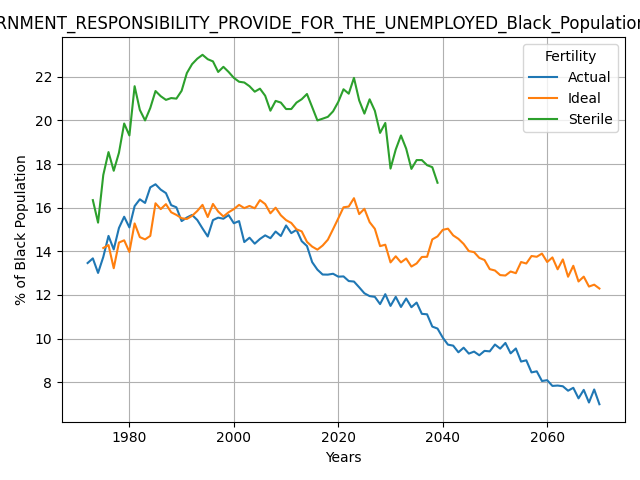 RNMENT_RESPONSIBILITY_PROVIDE_FOR_THE_UNEMPLOYED_Black_Population
Fertility
Actual
Ideal
Sterile
% of Black Population
22
20
18
16
14
12
10
8
1980 2000 2020 2040 2060
Years